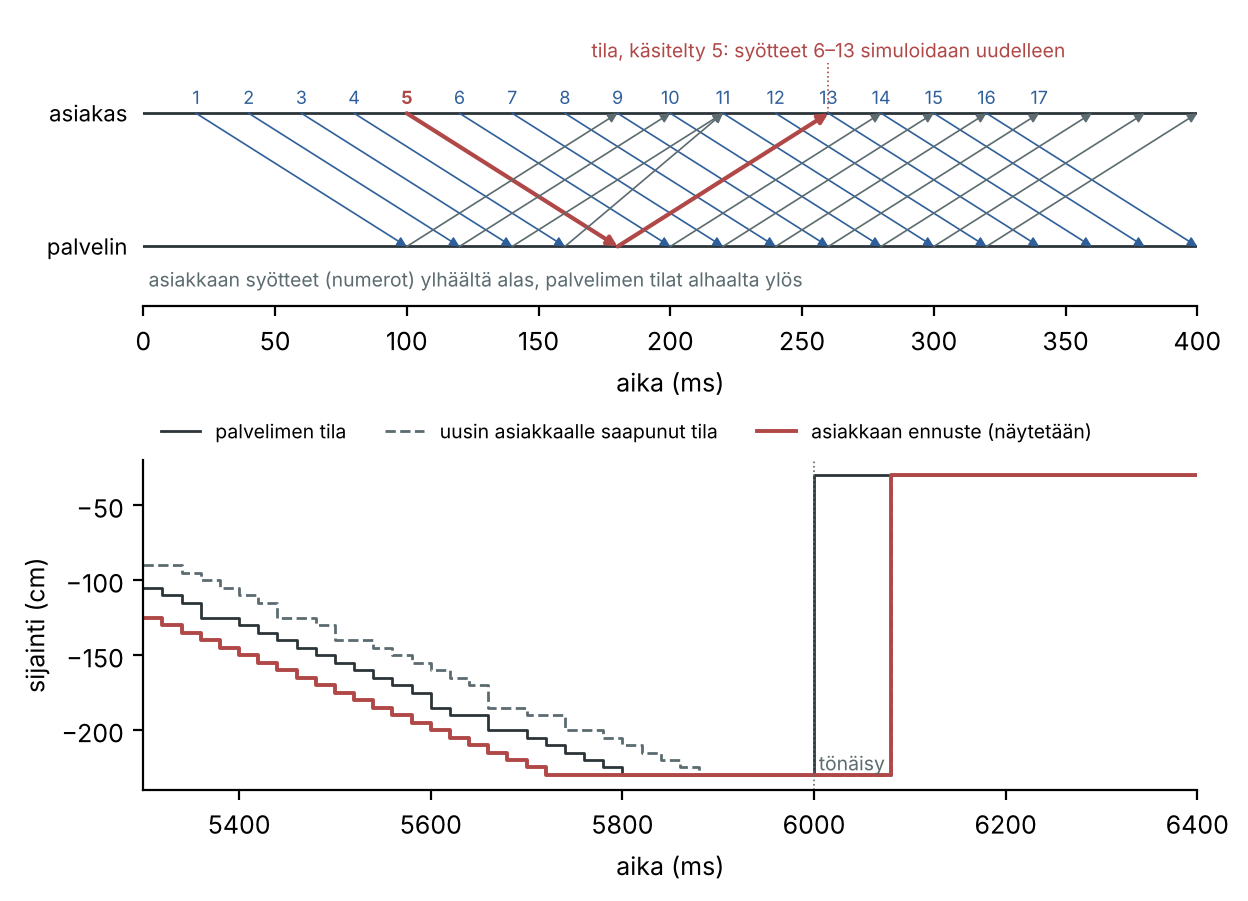 tila, käsitelty 5: syötteet 6–13 simuloidaan uudelleen
1 2 3 4 5 6 7 8 9 10 11 12 13 14 15 16 17
asiakas
palvelin
asiakkaan syötteet (numerot) ylhäältä alas, palvelimen tilat alhaalta ylös
0 50 100 150 200 250 300 350 400
aika (ms)
palvelimen tila uusin asiakkaalle saapunut tila asiakkaan ennuste (näytetään)
−50
−100
−150
−200
sijainti (cm)
tönäisy
5400 5600 5800 6000 6200 6400
aika (ms)